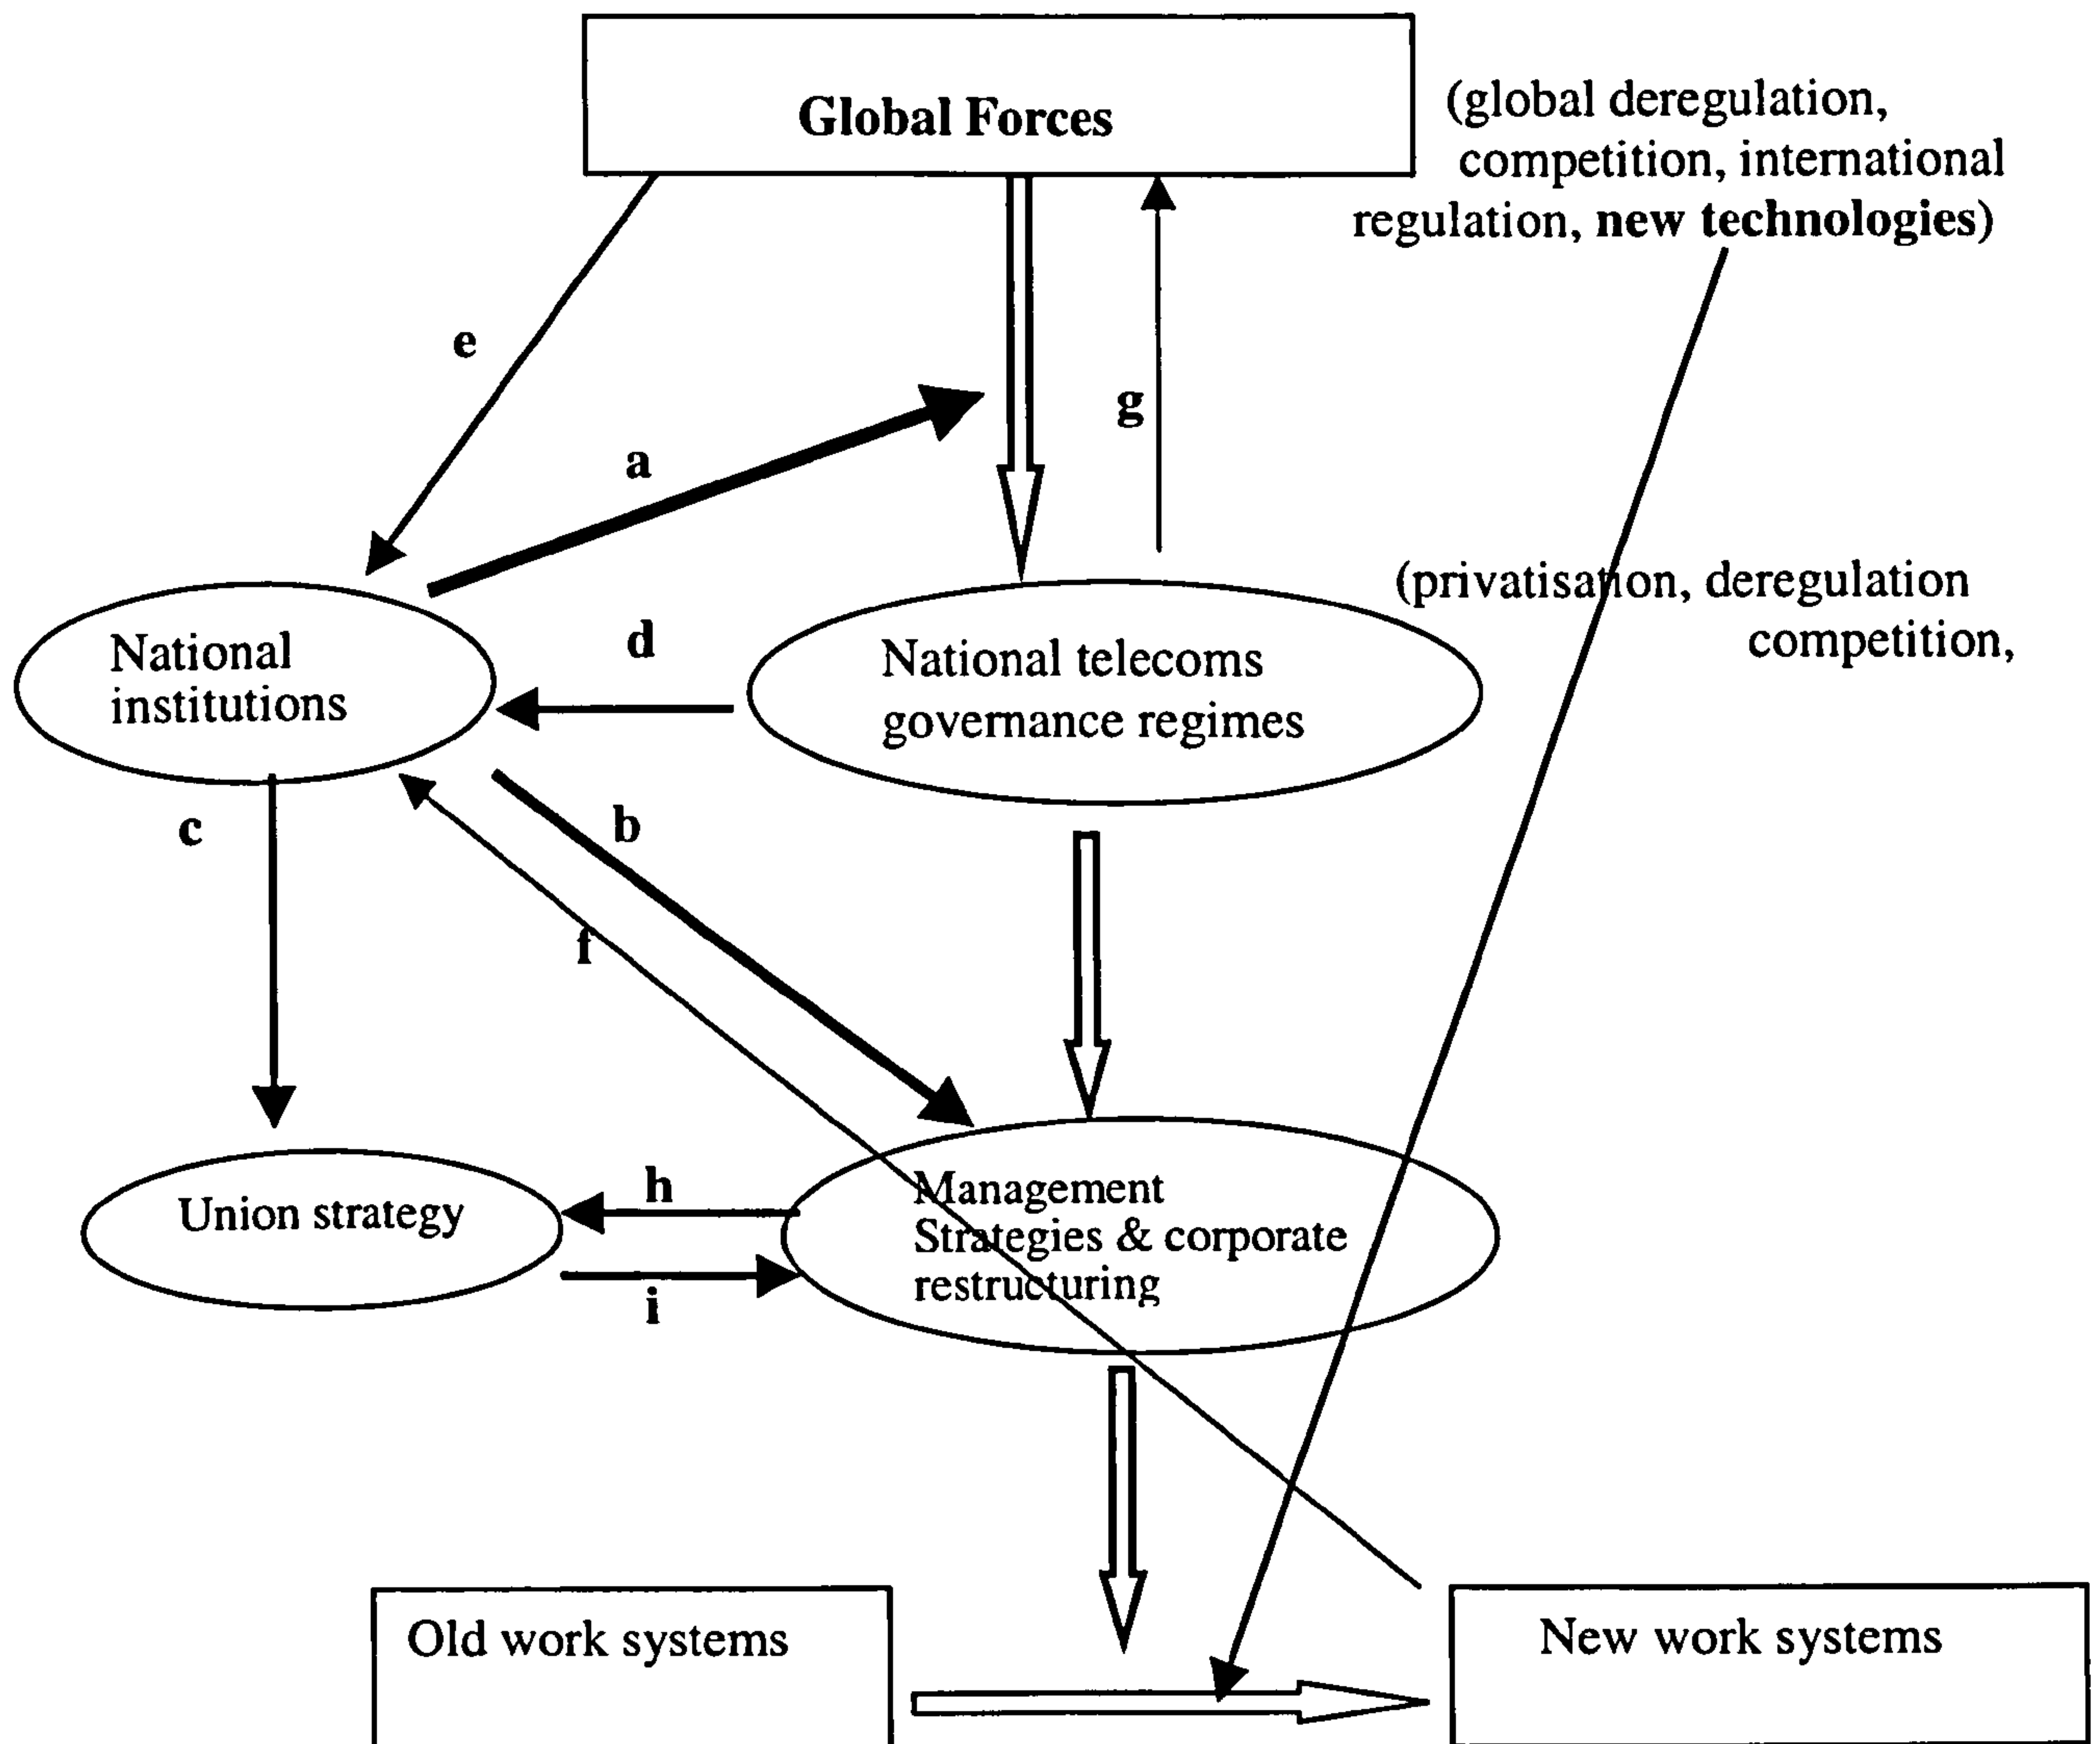 Global Forces
(global deregulation,
competition, international
regulation, new technologies)
e
a
g
(privatisation, deregulation
competition,
National
institutions
d
National telecoms
governance regimes
c
b
f
Union strategy
h
i
Management
Strategies & corporate
restructuring
Old work systems
New work systems